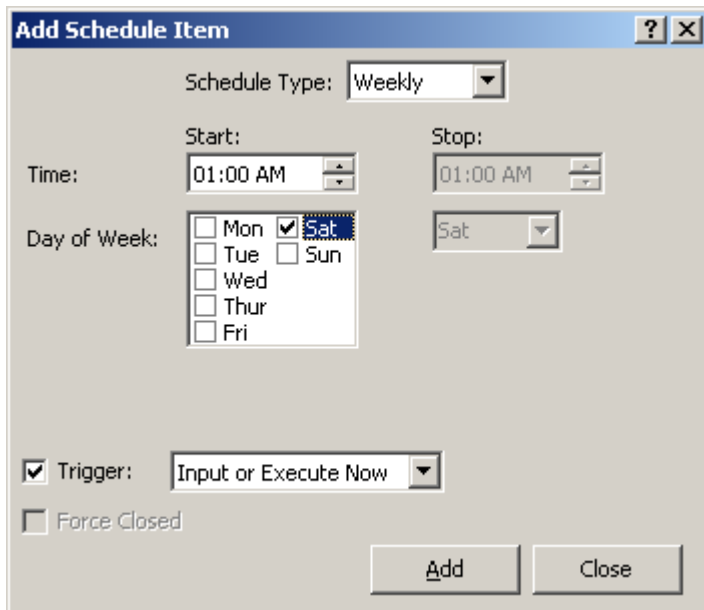 Add Schedule Item
Schedule Type: Weekly
Start: Stop:
Time: 01:00 AM 01:00 AM
Day of Week: Mon Sat Sat
Tue Sun
Wed
Thur
Fri
Trigger: Input or Execute Now
Force Closed
Add Close